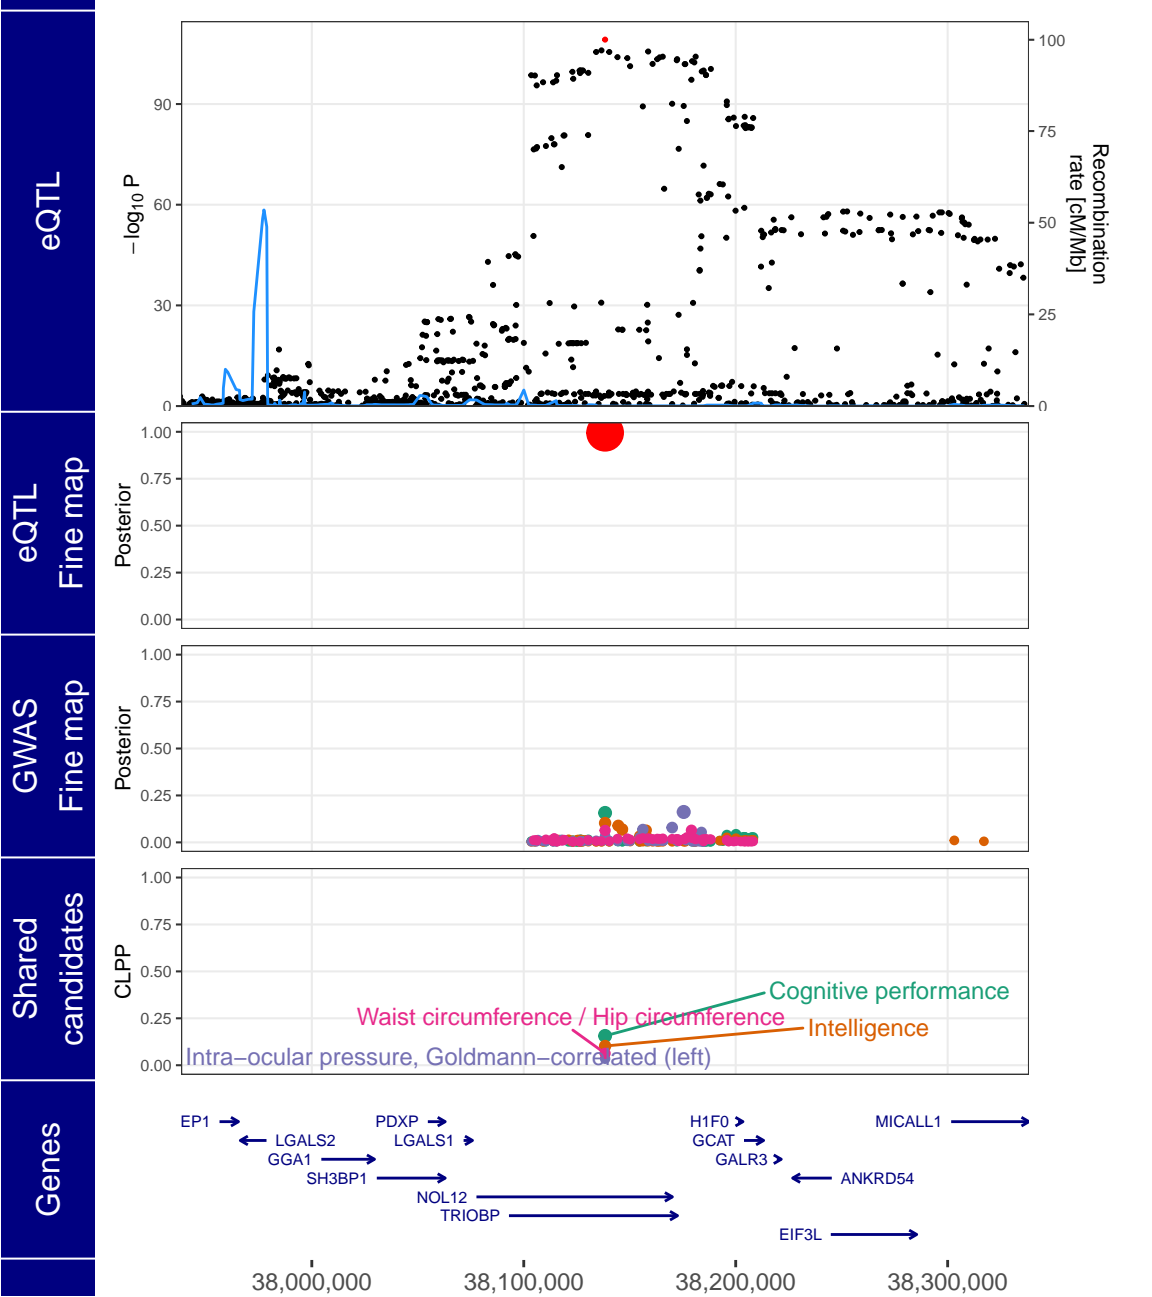 eQTL
−log10 P
90
60
30
0
100
75
50
25
0
Recombination
rate [cM/Mb]
eQTL
Fine map
Posterior
1.00
0.75
0.50
0.25
0.00
GWAS
Fine map
Posterior
1.00
0.75
0.50
0.25
0.00
Shared
candidates
CLPP
1.00
0.75
0.50
0.25
0.00
Cognitive performance
Waist circumference / Hip circumference
Intelligence
Intra−ocular pressure, Goldmann−correlated (left)
Genes
EP1
PDXP
H1F0
MICALL1
LGALS2
LGALS1
GCAT
GGA1
GALR3
SH3BP1
ANKRD54
NOL12
TRIOBP
EIF3L
38,000,000
38,100,000
38,200,000
38,300,000